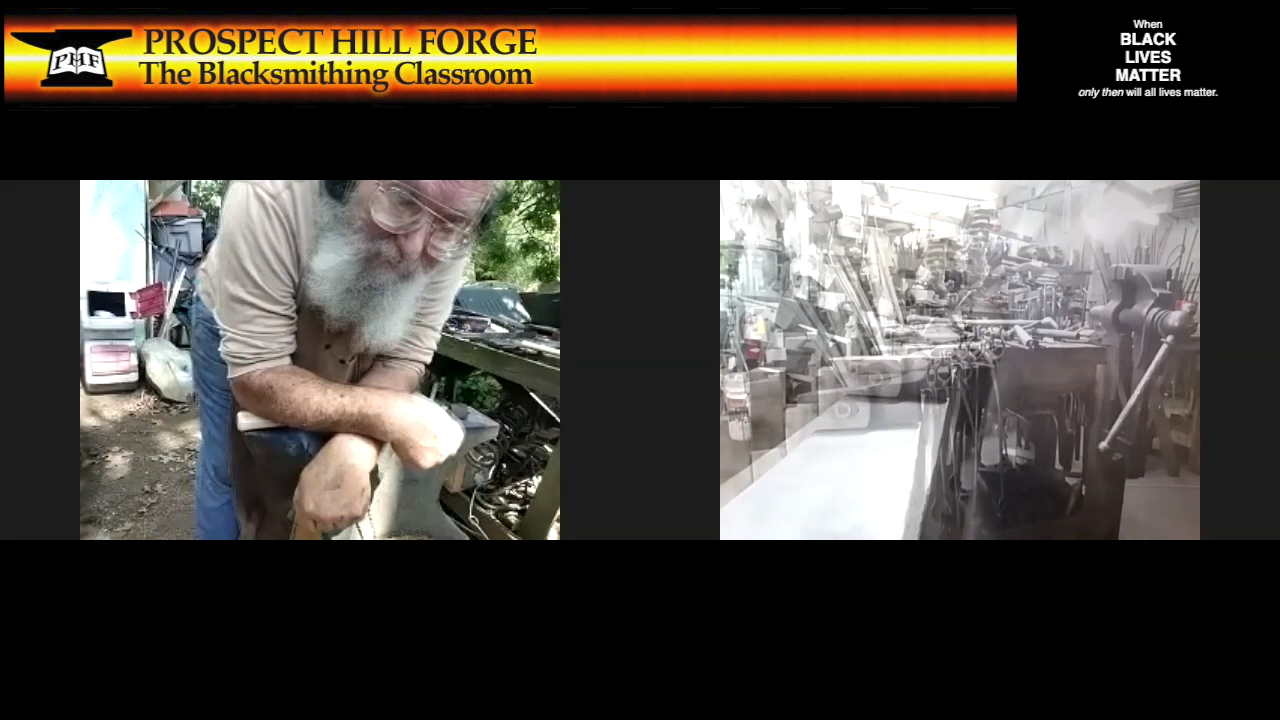 PHF
PROSPECT HILL FORGE
The Blacksmithing Classroom
When
BLACK
LIVES
MATTER
only then will all lives matter.